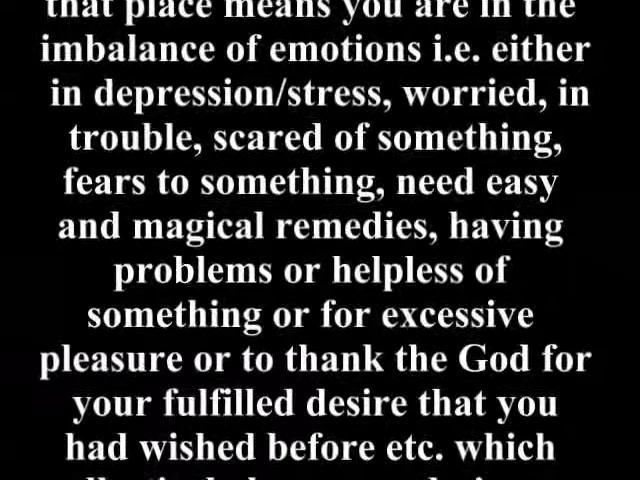 that place means you are in the
imbalance of emotions i.e. either
in depression/stress, worried, in
trouble, scared of something,
fears to something, need easy
and magical remedies, having
problems or helpless of
something or for excessive
pleasure or to thank the God for
your fulfilled desire that you
had wished before etc. which